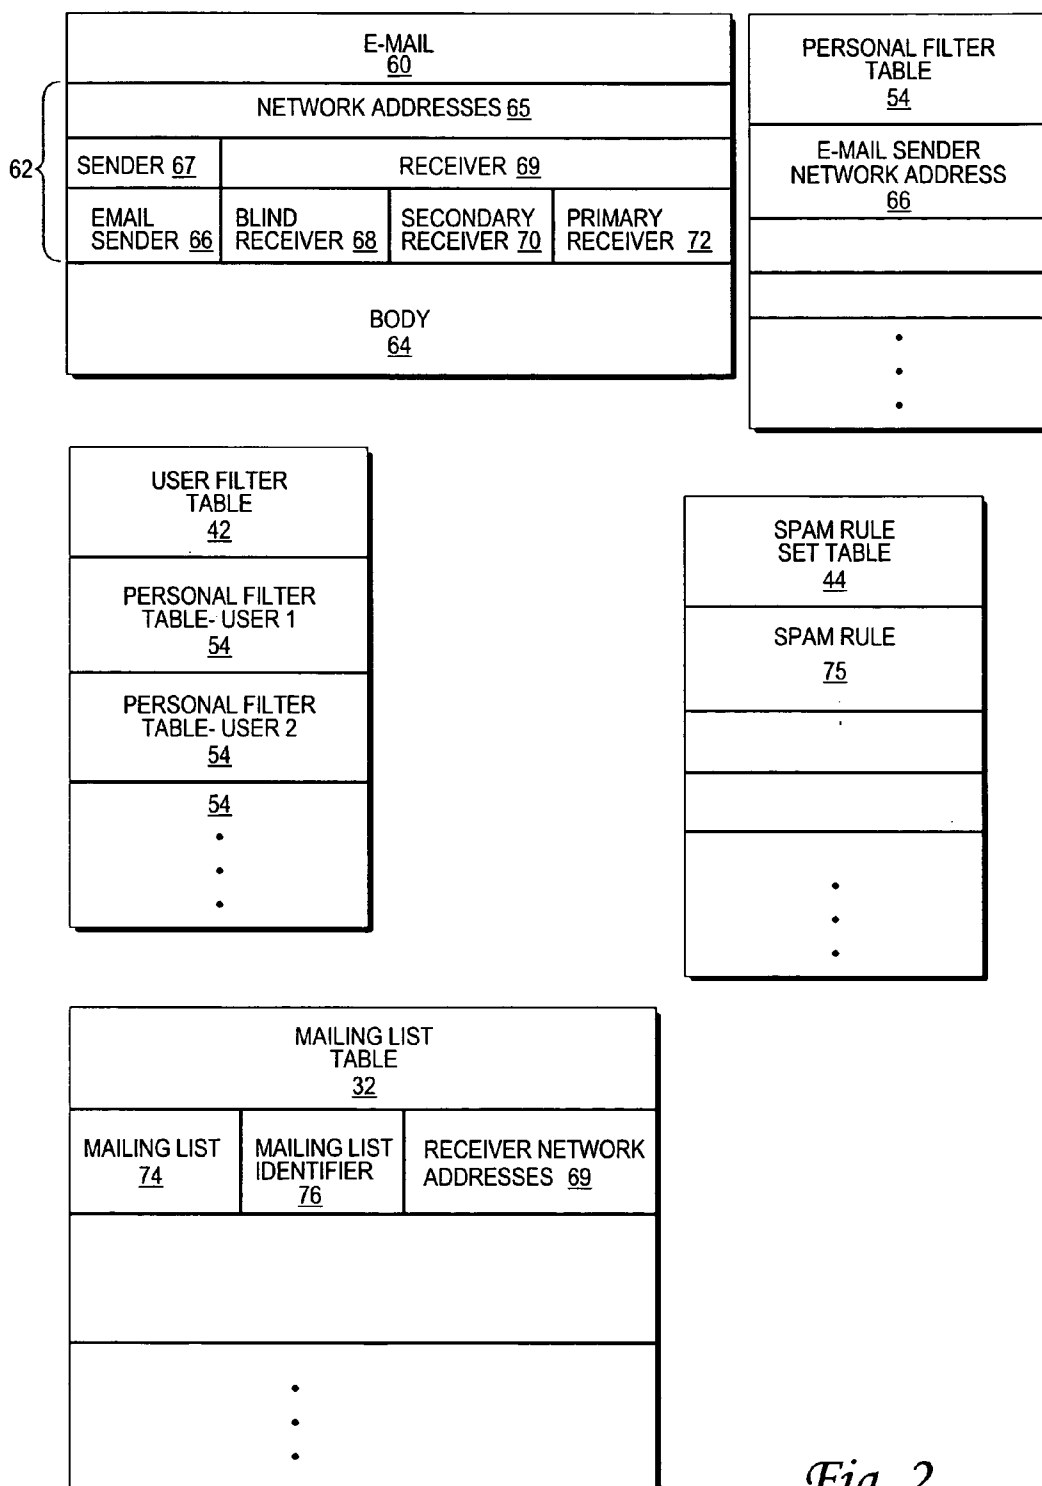 E-MAIL
60
NETWORK ADDRESSES 65
62
SENDER 67
RECEIVER 69
EMAIL
SENDER 66
BLIND
RECEIVER 68
SECONDARY
RECEIVER 70
PRIMARY
RECEIVER 72
BODY
64
PERSONAL FILTER
TABLE
54
E-MAIL SENDER
NETWORK ADDRESS
66
USER FILTER
TABLE
42
PERSONAL FILTER
TABLE- USER 1
54
PERSONAL FILTER
TABLE- USER 2
54
54
SPAM RULE
SET TABLE
44
SPAM RULE
75
MAILING LIST
TABLE
32
MAILING LIST
74
MAILING LIST
IDENTIFIER
76
RECEIVER NETWORK
ADDRESSES 69
Fig. 2